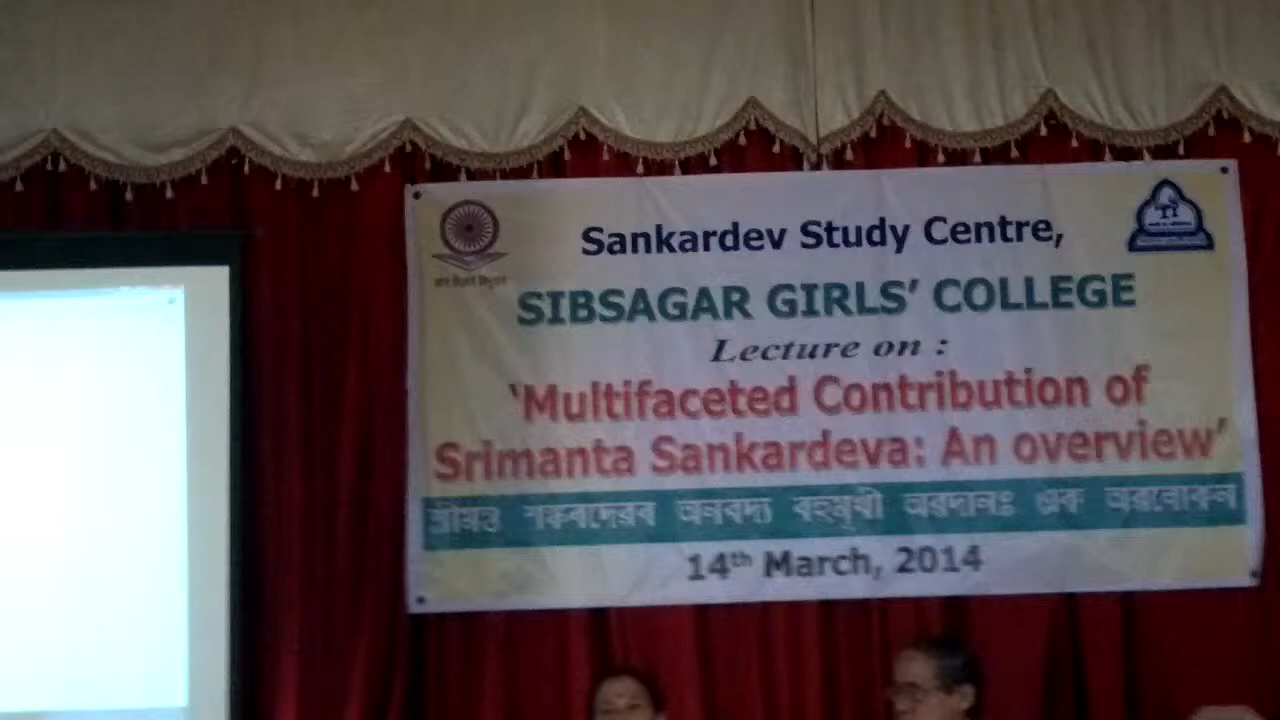 Sankardev Study Centre,
SIBSAGAR GIRLS' COLLEGE
Lecture on :
'Multifaceted Contribution of
Srimanta Sankardeva: An overview'
শ্ৰীমন্ত শংকৰদেৱৰ অনবদ্য বহুমুখী অৱদানঃ এক অৱলোকন
14th March, 2014